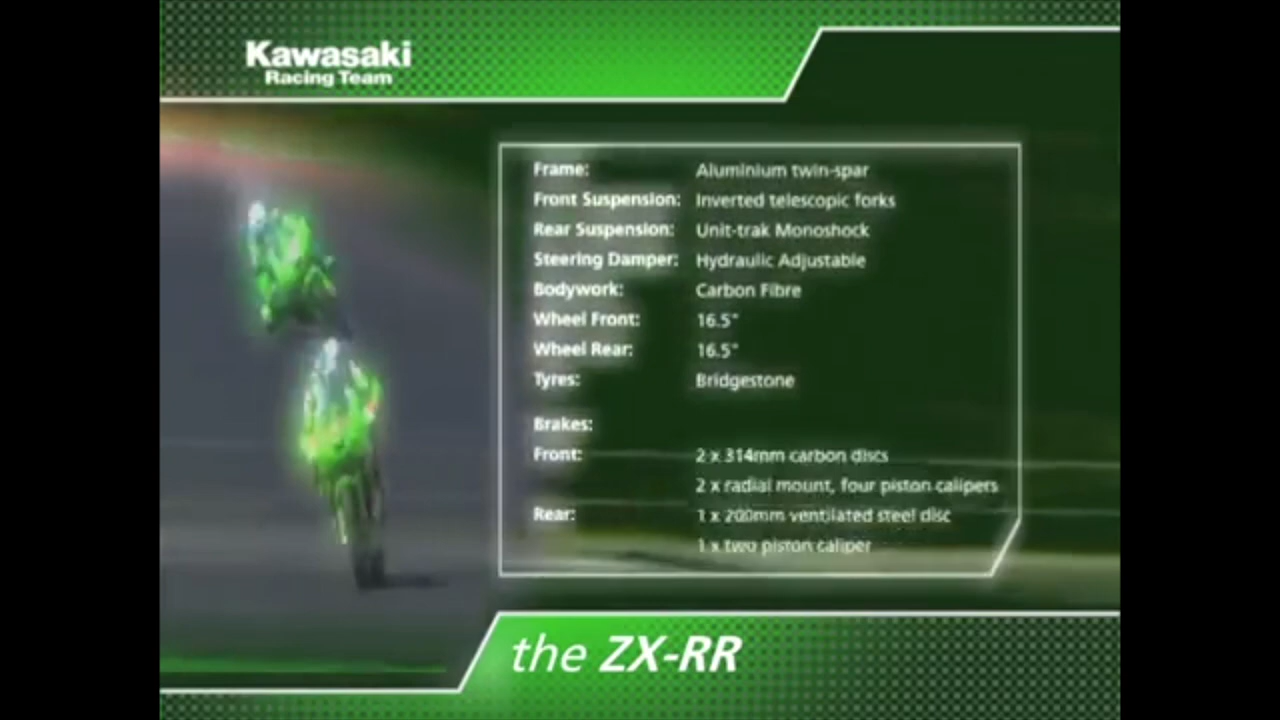 Kawasaki
Racing Team
Frame: Aluminium twin-spar
Front Suspension: Inverted telescopic forks
Rear Suspension: Unit-trak Monoshock
Steering Damper: Hydraulic Adjustable
Bodywork: Carbon Fibre
Wheel Front: 16.5"
Wheel Rear: 16.5"
Tyres: Bridgestone
Brakes:
Front: 2 x 314mm carbon discs
2 x radial mount, four piston calipers
Rear: 1 x 200mm ventilated steel disc
1 x two piston caliper
the ZX-RR